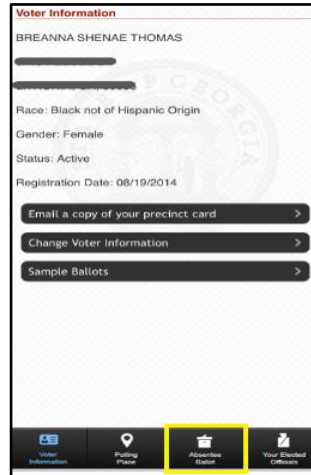 Voter Information
BREANNA SHENAE THOMAS
Race: Black not of Hispanic Origin
Gender: Female
Status: Active
Registration Date: 08/19/2014
Email a copy of your precinct card >
Change Voter Information >
Sample Ballots >
Voter Information
Polling Place
Absentee Ballot
Your Elected Officials